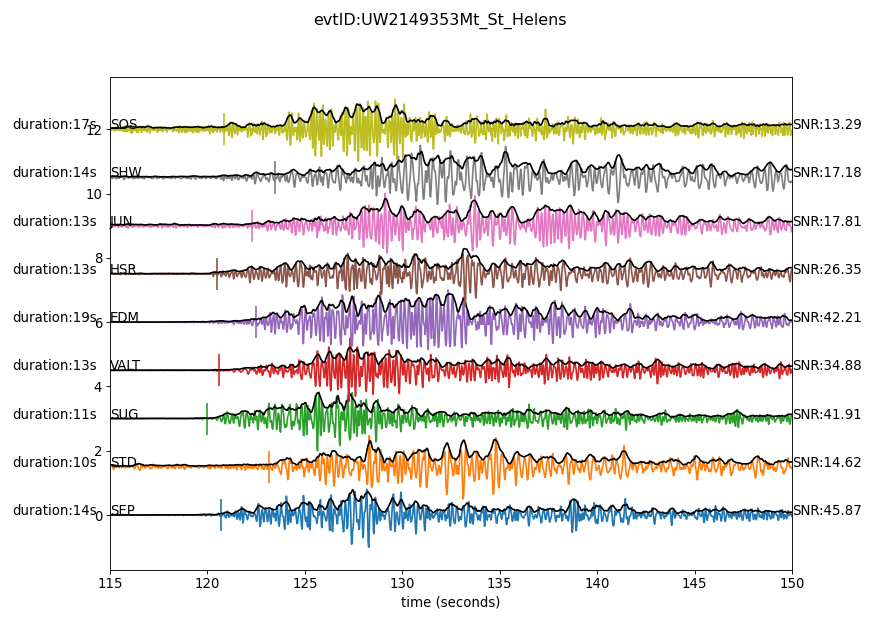 evtID:UW2149353Mt_St_Helens
duration:17s SOS SNR:13.29
12
duration:14s SHW SNR:17.18
10
duration:13s JUN SNR:17.81
8
duration:13s HSR SNR:26.35
duration:19s EDM SNR:42.21
6
duration:13s VALT SNR:34.88
4
duration:11s SUG SNR:41.91
2
duration:10s STD SNR:14.62
duration:14s SEP SNR:45.87
0
115 120 125 130 135 140 145 150
time (seconds)